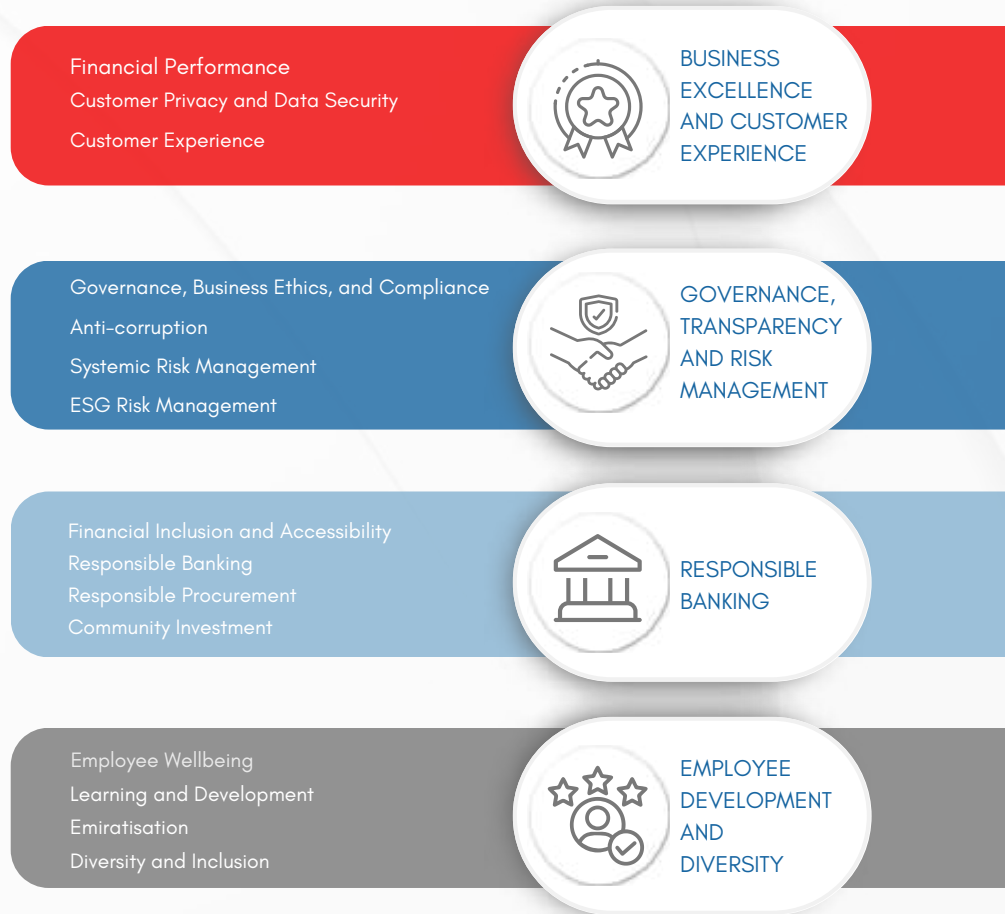 Financial Performance
Customer Privacy and Data Security
Customer Experience
BUSINESS
EXCELLENCE
AND CUSTOMER
EXPERIENCE
Governance, Business Ethics, and Compliance
Anti-corruption
Systemic Risk Management
ESG Risk Management
GOVERNANCE,
TRANSPARENCY
AND RISK
MANAGEMENT
Financial Inclusion and Accessibility
Responsible Banking
Responsible Procurement
Community Investment
RESPONSIBLE
BANKING
Employee Wellbeing
Learning and Development
Emiratisation
Diversity and Inclusion
EMPLOYEE
DEVELOPMENT
AND
DIVERSITY